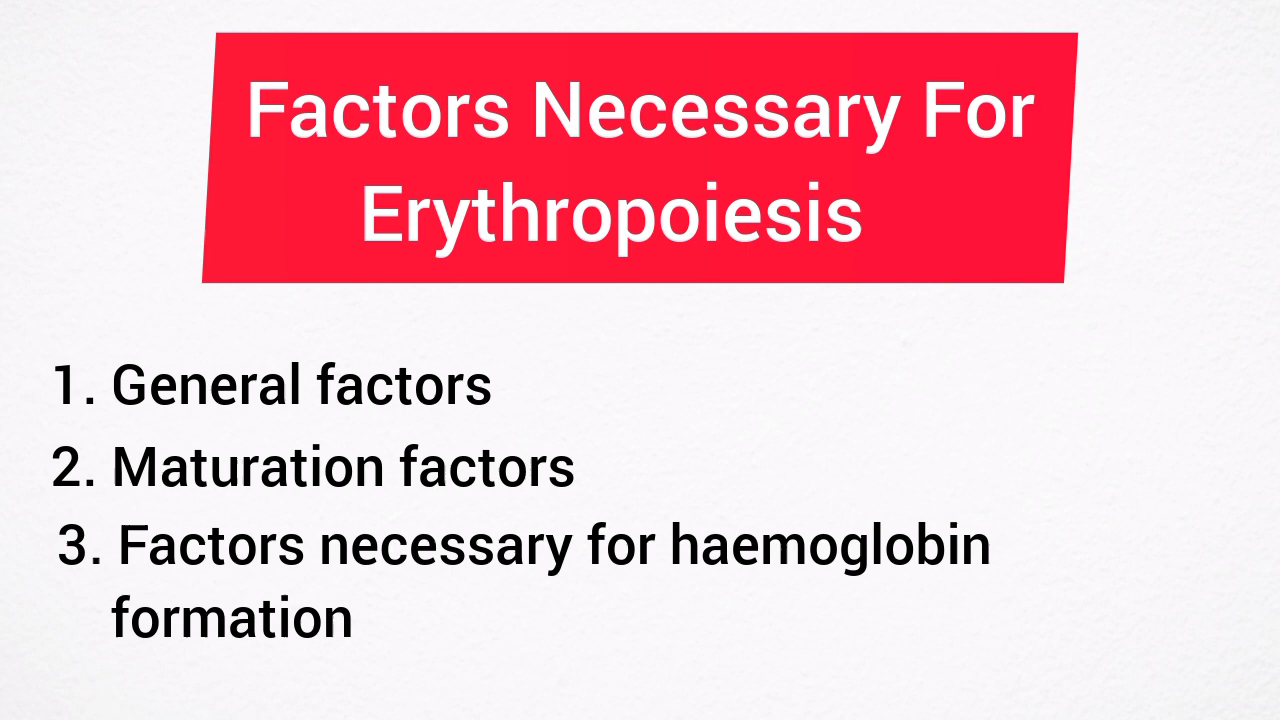 Factors Necessary For
Erythropoiesis
1. General factors
2. Maturation factors
3. Factors necessary for haemoglobin
formation